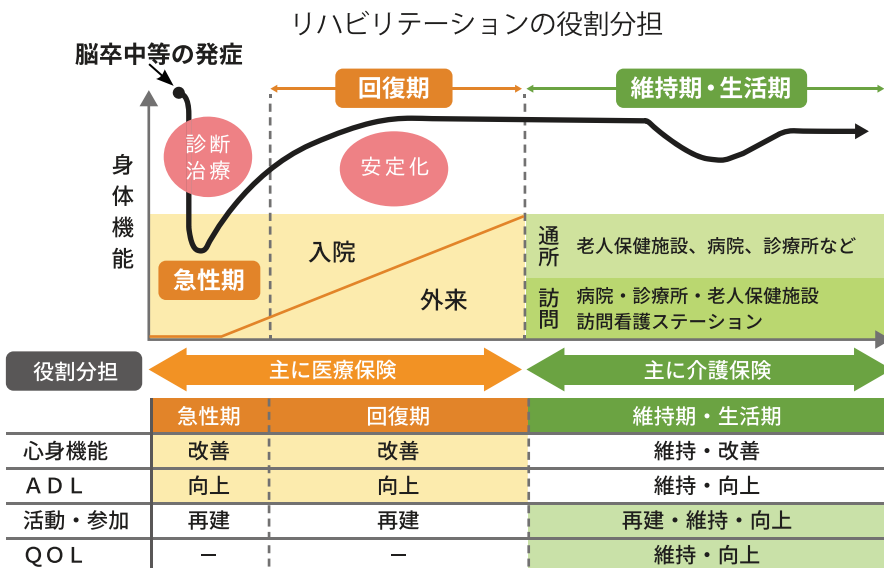 リハビリテーションの役割分担
脳卒中等の発症
回復期
維持期・生活期
診断
治療
安定化
身体機能
急性期
入院
外来
通所
老人保健施設、病院、診療所など
訪問
病院・診療所・老人保健施設
訪問看護ステーション
役割分担
主に医療保険
主に介護保険
急性期 回復期 維持期・生活期
心身機能 改善 改善 維持・改善
ADL 向上 向上 維持・向上
活動・参加 再建 再建 再建・維持・向上
QOL － － 維持・向上